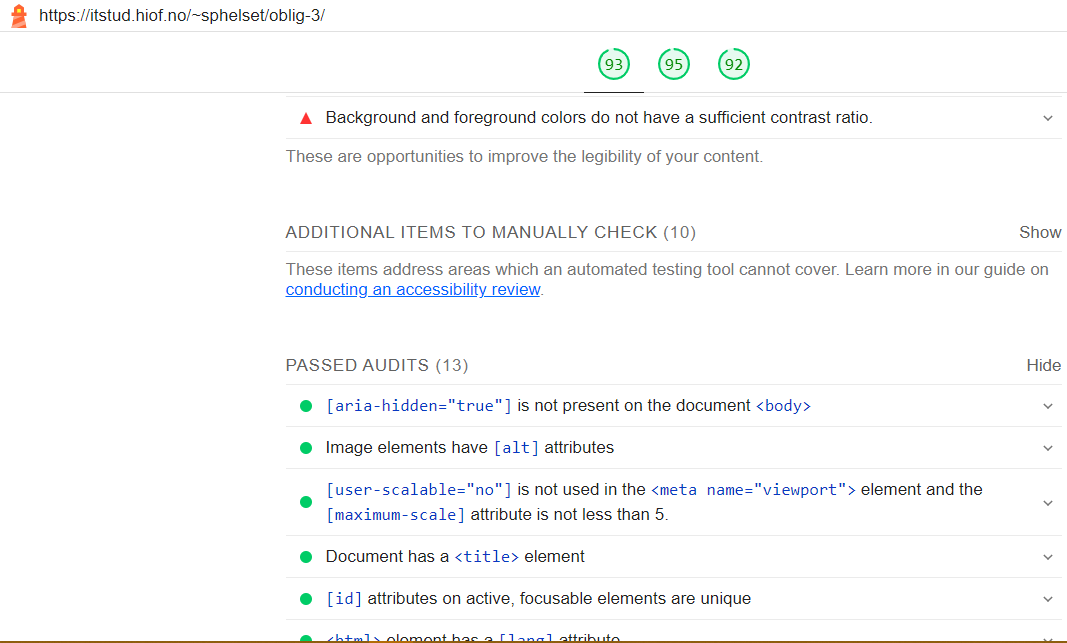 https://itstud.hiof.no/~sphelset/oblig-3/
93 95 92
Background and foreground colors do not have a sufficient contrast ratio.
These are opportunities to improve the legibility of your content.
ADDITIONAL ITEMS TO MANUALLY CHECK (10) Show
These items address areas which an automated testing tool cannot cover. Learn more in our guide on
conducting an accessibility review.
PASSED AUDITS (13) Hide
[aria-hidden="true"] is not present on the document <body>
Image elements have [alt] attributes
[user-scalable="no"] is not used in the <meta name="viewport"> element and the
[maximum-scale] attribute is not less than 5.
Document has a <title> element
[id] attributes on active, focusable elements are unique
<html> element has a [lang] attribute